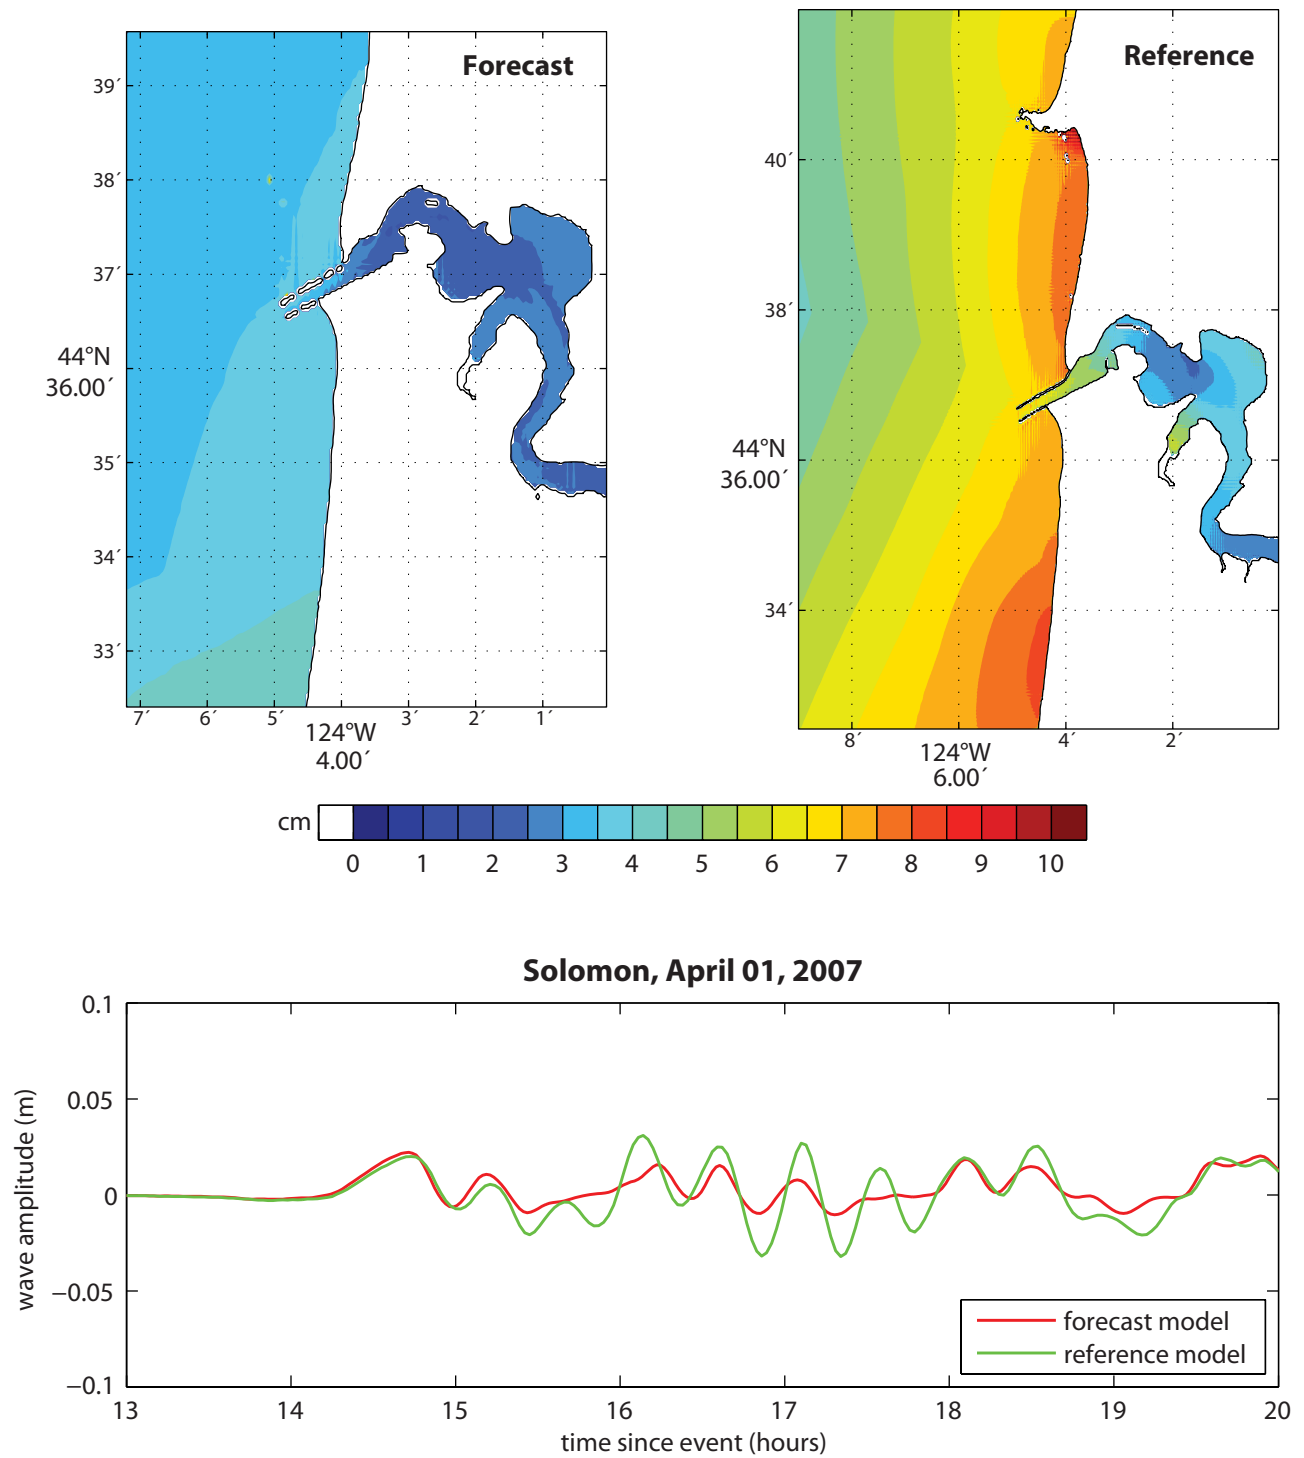 Forecast
39´
38´
37´
44°N
36.00´
35´
34´
33´
7´ 6´ 5´ 3´ 2´ 1´
124°W
4.00´
Reference
40´
38´
44°N
36.00´
34´
8´ 4´ 2´
124°W
6.00´
cm
0 1 2 3 4 5 6 7 8 9 10
Solomon, April 01, 2007
wave amplitude (m)
0.1
0.05
0
−0.05
−0.1
forecast model
reference model
13 14 15 16 17 18 19 20
time since event (hours)